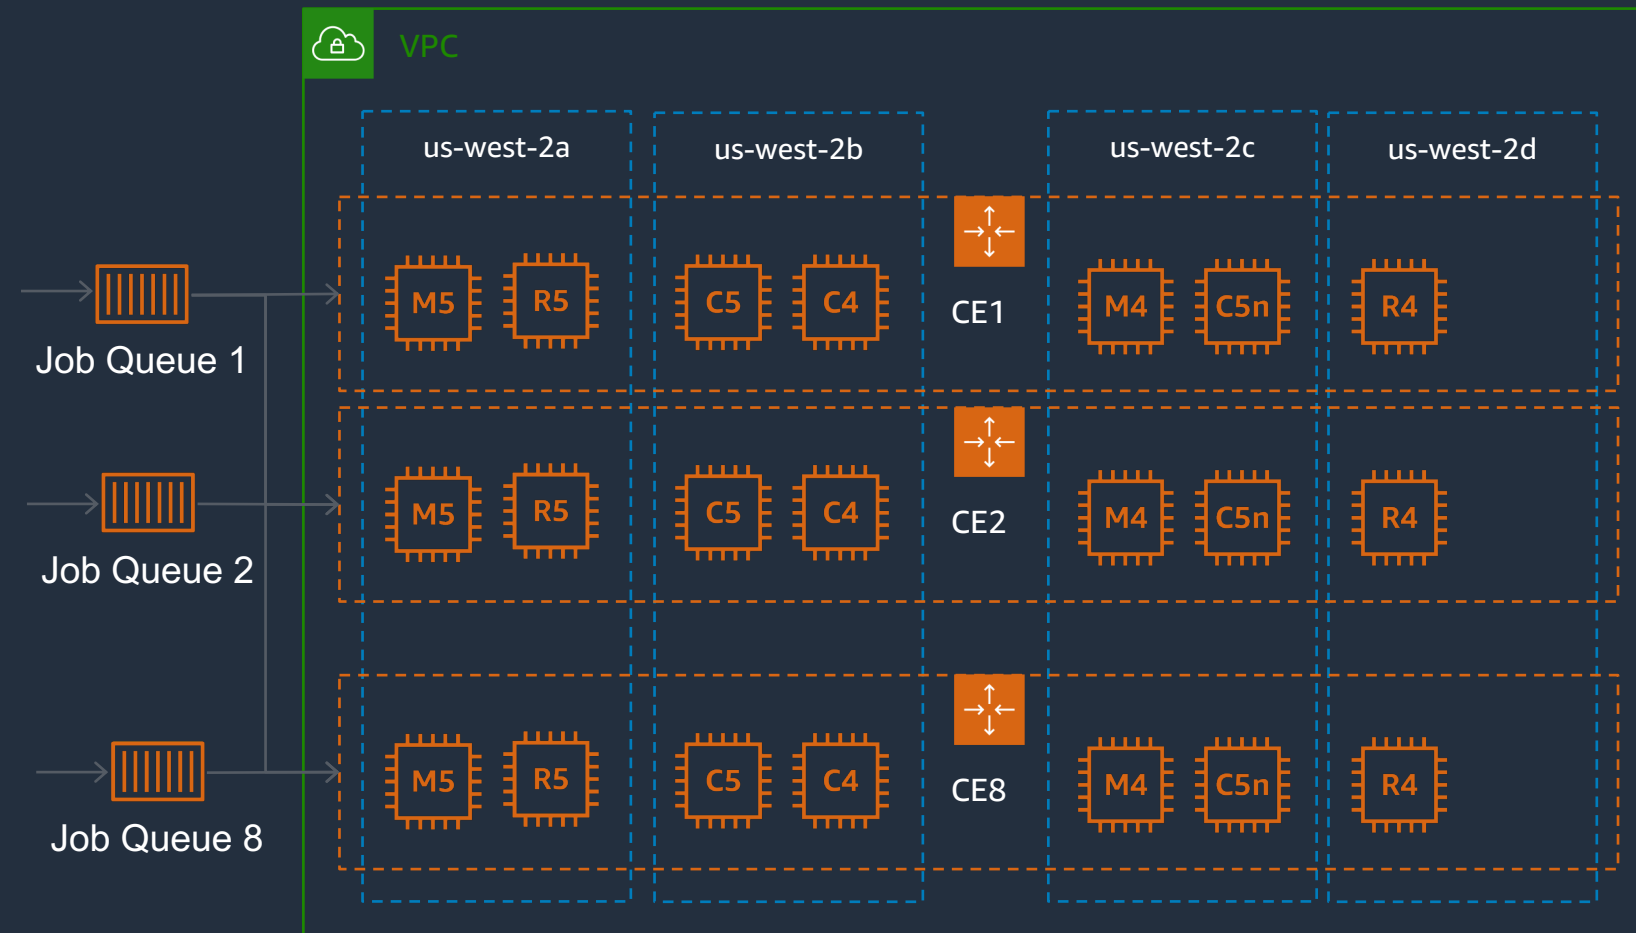 VPC
us-west-2a
us-west-2b
us-west-2c
us-west-2d
Job Queue 1
M5
R5
C5
C4
CE1
M4
C5n
R4
Job Queue 2
M5
R5
C5
C4
CE2
M4
C5n
R4
Job Queue 8
M5
R5
C5
C4
CE8
M4
C5n
R4